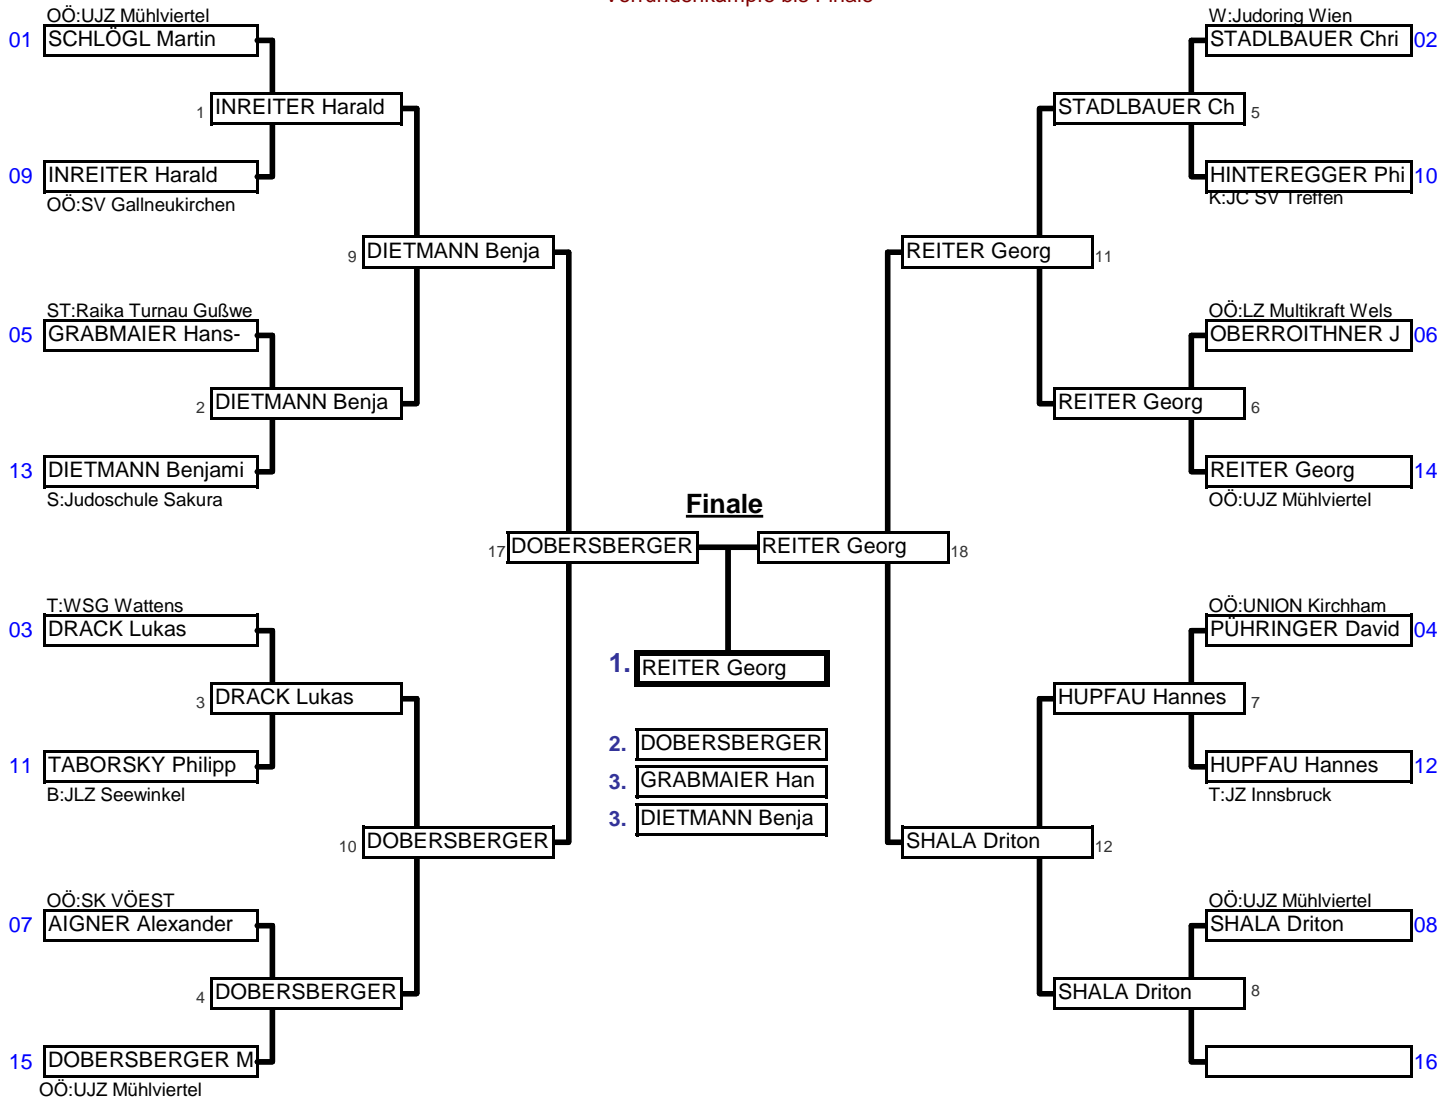 Vorrundenkämpfe bis Finale
OÖ:UJZ Mühlviertel
01 SCHLÖGL Martin
1 INREITER Harald
09 INREITER Harald
OÖ:SV Gallneukirchen
9 DIETMANN Benja
ST:Raika Turnau Gußwe
05 GRABMAIER Hans-
2 DIETMANN Benja
13 DIETMANN Benjami
S:Judoschule Sakura
17 DOBERSBERGER
T:WSG Wattens
03 DRACK Lukas
3 DRACK Lukas
11 TABORSKY Philipp
B:JLZ Seewinkel
10 DOBERSBERGER
OÖ:SK VÖEST
07 AIGNER Alexander
4 DOBERSBERGER
15 DOBERSBERGER M
OÖ:UJZ Mühlviertel
Finale
1. REITER Georg
2. DOBERSBERGER
3. GRABMAIER Han
3. DIETMANN Benja
W:Judoring Wien
STADLBAUER Chri 02
STADLBAUER Ch 5
HINTEREGGER Phi 10
K:JC SV Treffen
REITER Georg 11
OÖ:LZ Multikraft Wels
OBERROITHNER J 06
REITER Georg 6
REITER Georg 14
OÖ:UJZ Mühlviertel
REITER Georg 18
OÖ:UNION Kirchham
PÜHRINGER David 04
HUPFAU Hannes 7
HUPFAU Hannes 12
T:JZ Innsbruck
SHALA Driton 12
OÖ:UJZ Mühlviertel
SHALA Driton 08
SHALA Driton 8
16